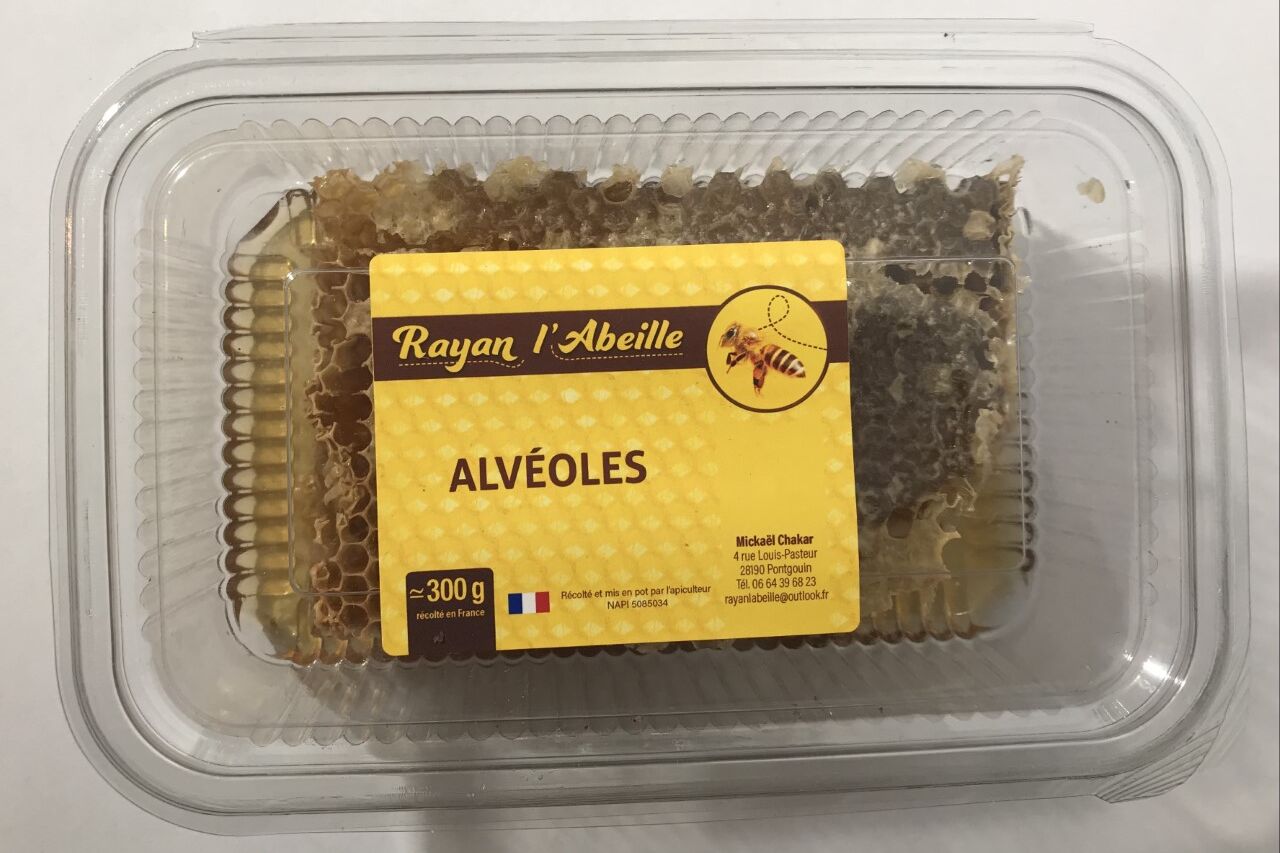 Rayan l'Abeille
ALVÉOLES
Mickaël Chakar
4 rue Louis-Pasteur
28190 Pontgouin
Tél. 06 64 39 68 23
rayanlabeille@outlook.fr
≃300 g
récolté en France
Récolté et mis en pot par l'apiculteur
NAPI 5085034